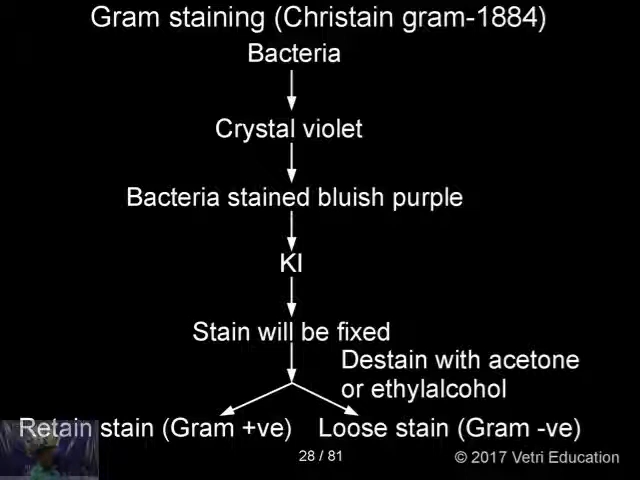 Gram staining (Christain gram-1884)
Bacteria
Crystal violet
Bacteria stained bluish purple
KI
Stain will be fixed
Destain with acetone
or ethylalcohol
Retain stain (Gram +ve)
Loose stain (Gram -ve)
28 / 81
© 2017 Vetri Education